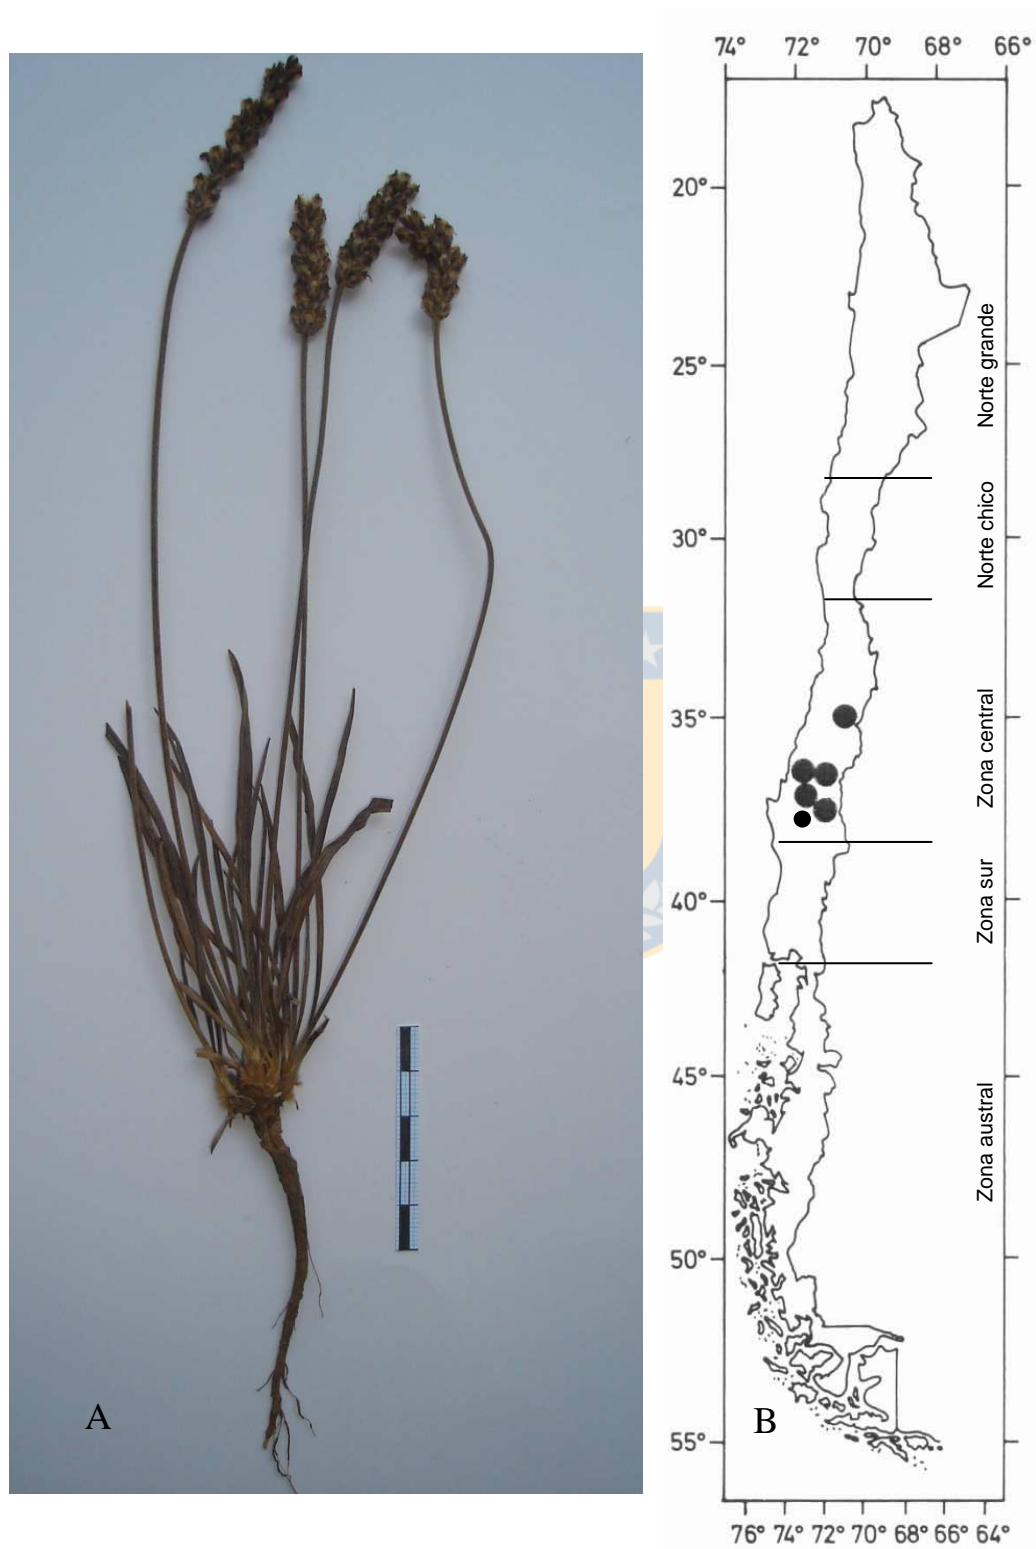 A
74° 72° 70° 68° 66°
20°
25°
30°
35°
40°
45°
50°
55°
Norte grande
Norte chico
Zona central
Zona sur
Zona austral
B
76° 74° 72° 70° 68° 66° 64°